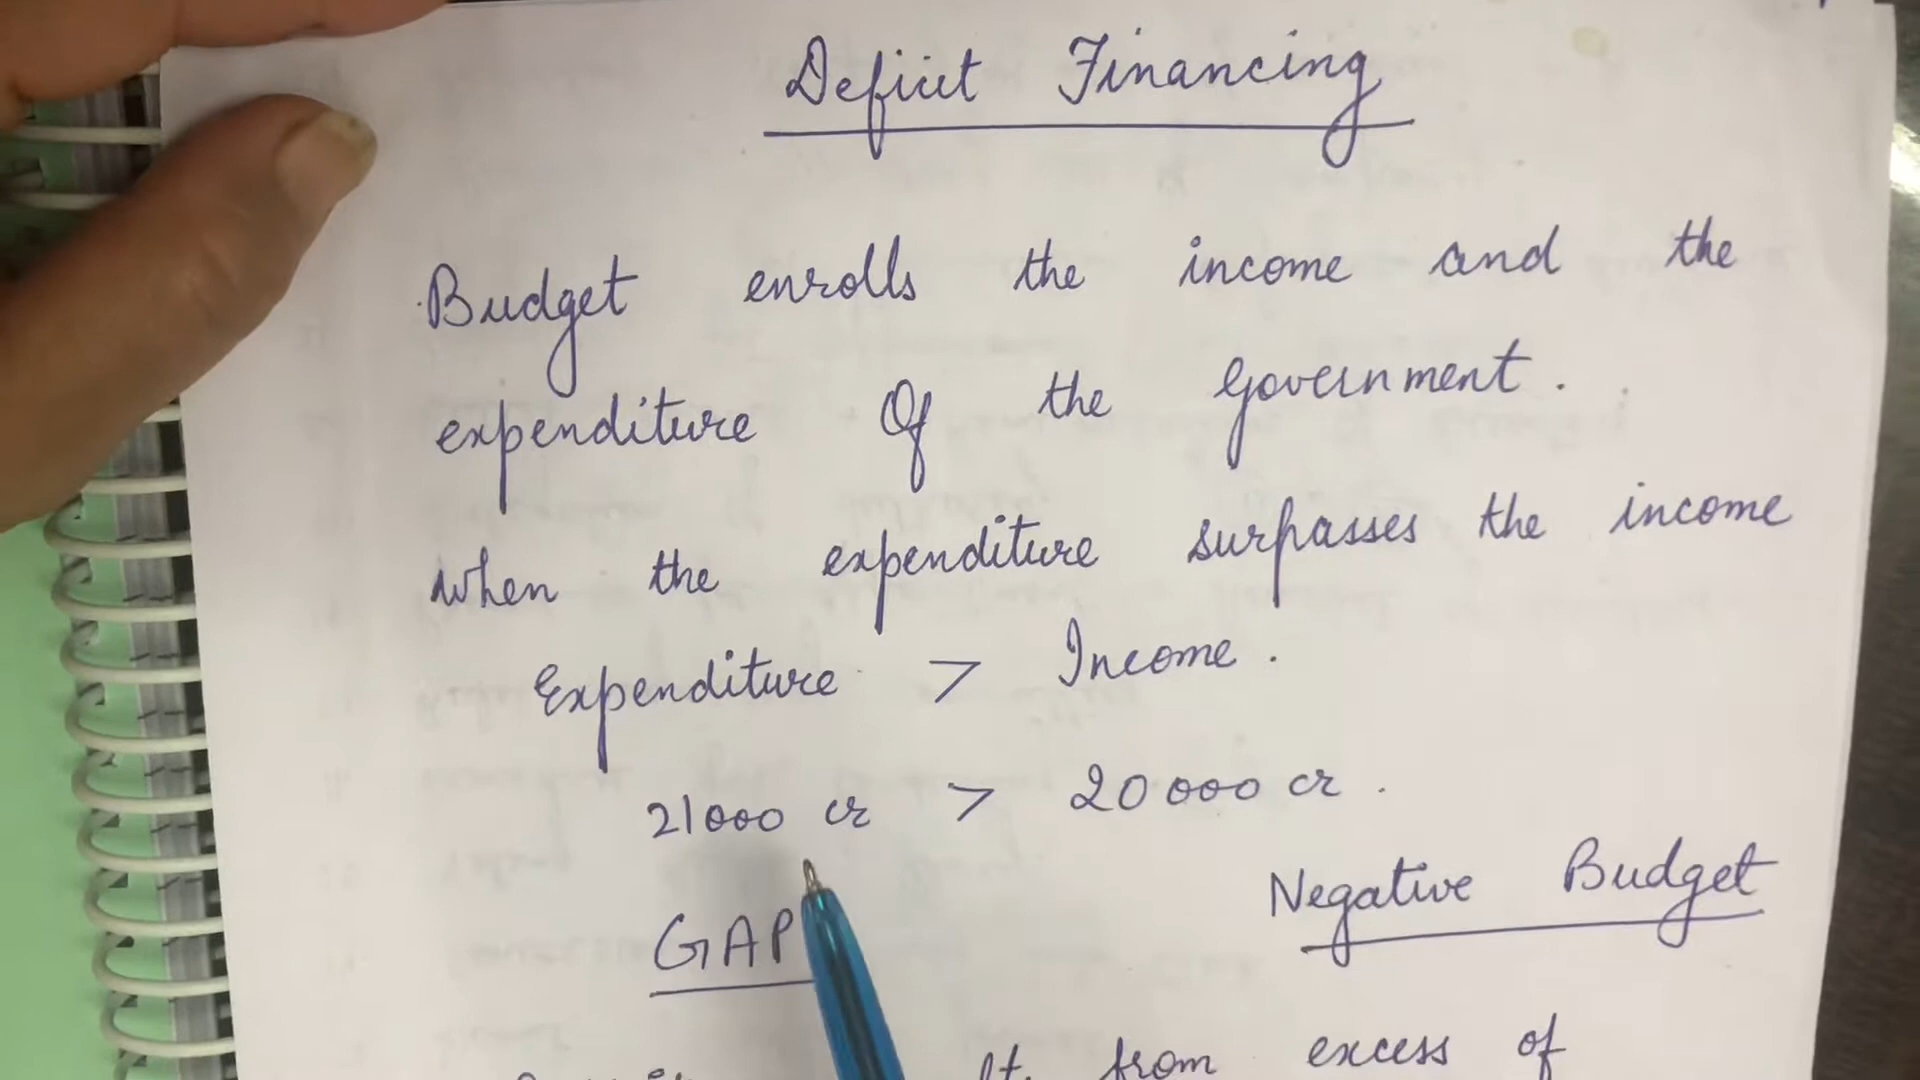 Deficit Financing
Budget enrolls the income and the
expenditure Of the Government.
when the expenditure surpasses the income
Expenditure > Income.
21000 cr > 20000 cr.
Negative Budget
GAP
from excess of